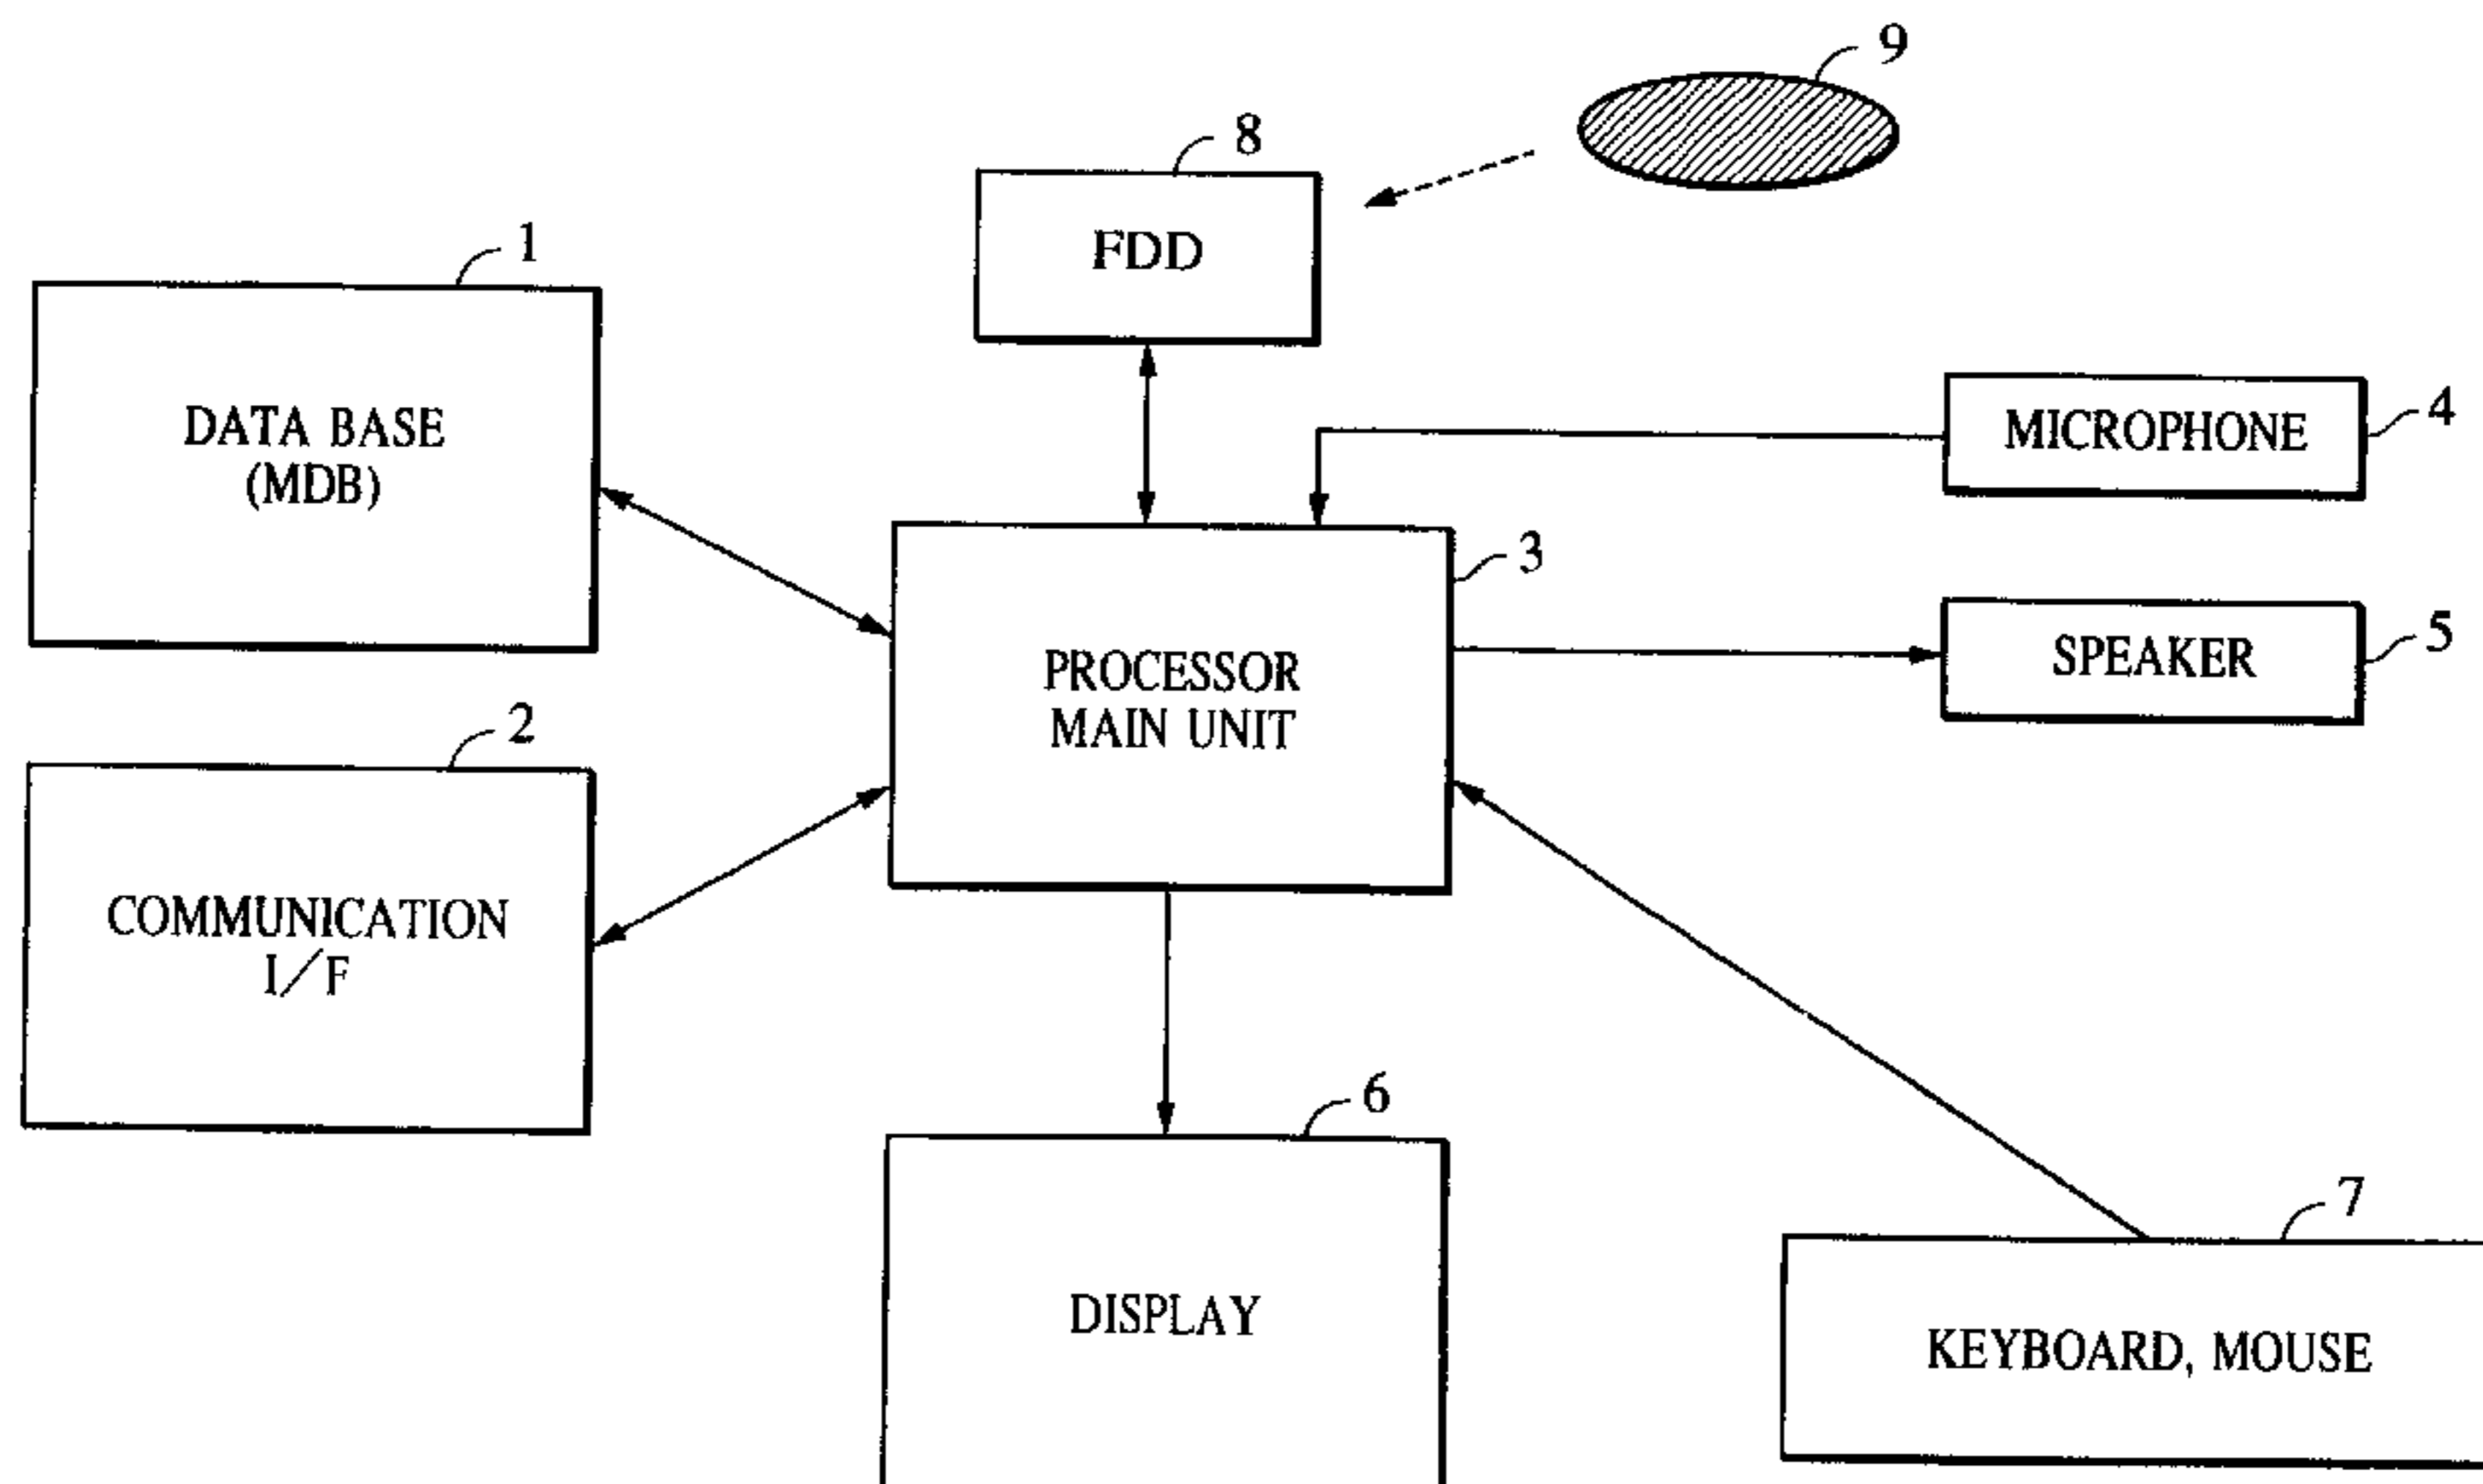 9
8
FDD
1
DATA BASE
(MDB)
MICROPHONE
4
3
PROCESSOR
MAIN UNIT
SPEAKER
5
2
COMMUNICATION
I/F
6
DISPLAY
7
KEYBOARD, MOUSE